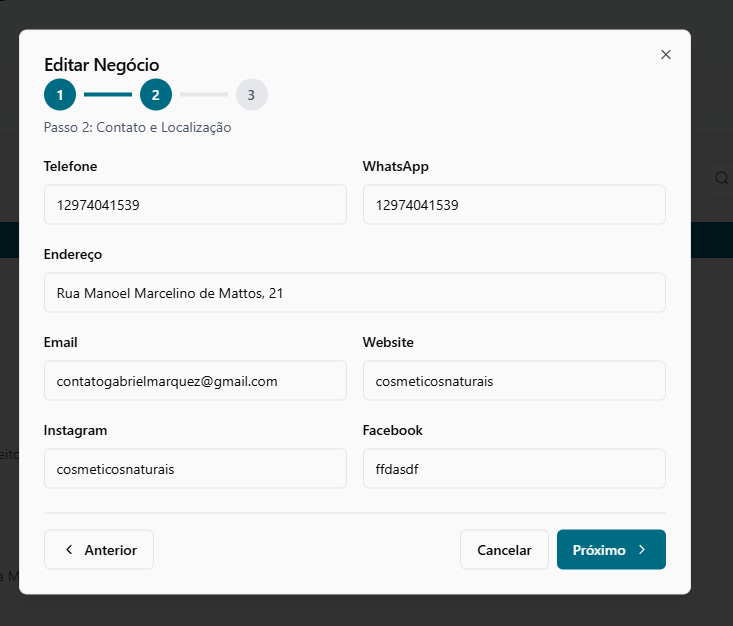 Editar Negócio
1 2 3
Passo 2: Contato e Localização
Telefone WhatsApp
12974041539 12974041539
Endereço
Rua Manoel Marcelino de Mattos, 21
Email Website
contatogabrielmarquez@gmail.com cosmeticosnaturais
Instagram Facebook
cosmeticosnaturais ffdasdf
Anterior Cancelar Próximo